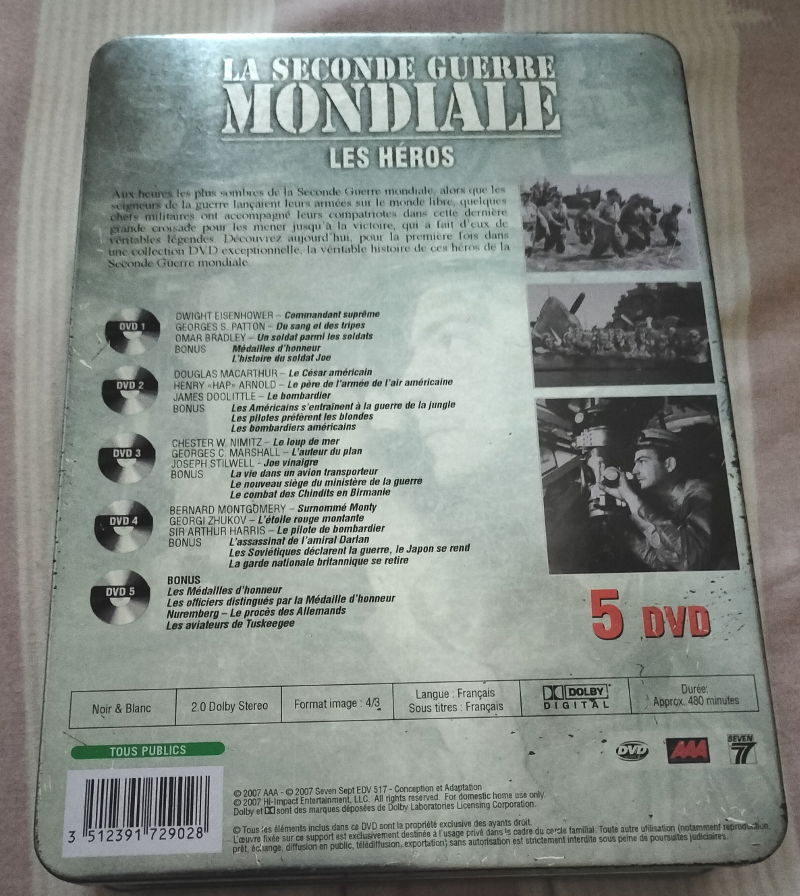 LA SECONDE GUERRE
MONDIALE
LES HÉROS
Aux heures les plus sombres de la Seconde Guerre mondiale, alors que les
seigneurs de la guerre lançaient leurs armées sur le monde libre, quelques
chefs militaires ont accompagné leurs compatriotes dans cette dernière
grande croisade pour les mener jusqu'à la victoire, qui a fait d'eux de
véritables légendes. Découvrez aujourd'hui, pour la première fois dans
une collection DVD exceptionnelle, la véritable histoire de ces héros de la
Seconde Guerre mondiale.
DVD 1
DWIGHT EISENHOWER – Commandant suprême
GEORGES S. PATTON – Du sang et des tripes
OMAR BRADLEY – Un soldat parmi les soldats
BONUS Médailles d'honneur
L'histoire du soldat Joe
DVD 2
DOUGLAS MACARTHUR – Le César américain
HENRY «HAP» ARNOLD – Le père de l'armée de l'air américaine
JAMES DOOLITTLE – Le bombardier
BONUS Les Américains s'entraînent à la guerre de la jungle
Les pilotes préfèrent les blondes
Les bombardiers américains
DVD 3
CHESTER W. NIMITZ – Le loup de mer
GEORGES C. MARSHALL – L'auteur du plan
JOSEPH STILWELL - Joe vinaigre
BONUS La vie dans un avion transporteur
Le nouveau siège du ministère de la guerre
Le combat des Chindits en Birmanie
DVD 4
BERNARD MONTGOMERY – Surnommé Monty
GEORGI ZHUKOV – L'étoile rouge montante
SIR ARTHUR HARRIS – Le pilote de bombardier
BONUS L'assassinat de l'amiral Darlan
Les Soviétiques déclarent la guerre, le Japon se rend
La garde nationale britannique se retire
DVD 5
BONUS
Les Médailles d'honneur
Les officiers distingués par la Médaille d'honneur
Nuremberg – Le procès des Allemands
Les aviateurs de Tuskeegee
5 DVD
Noir & Blanc
2.0 Dolby Stereo
Format image : 4/3
Langue : Français
Sous titres : Français
DOLBY
DIGITAL
Durée:
Approx. 480 minutes
TOUS PUBLICS
DVD
AAA
SEVEN
7
3 512391 729028
© 2007 AAA - © 2007 Seven Sept EDV 517 - Conception et Adaptation
© 2007 Hi-Impact Entertainment, LLC. All rights reserved. For domestic home use only.
Dolby et sont des marques déposées de Dolby Laboratories Licensing Corporation.
© Tous les éléments inclus dans ce DVD sont la propriété exclusive des ayants droit.
L'œuvre fixée sur ce support est exclusivement destinée à l'usage privé dans le cadre du cercle familial. Toute autre utilisation (notamment reproduction,
prêt, échange, diffusion en public, télédiffusion, exportation) sans autorisation est strictement interdite sous peine de poursuites judiciaires.